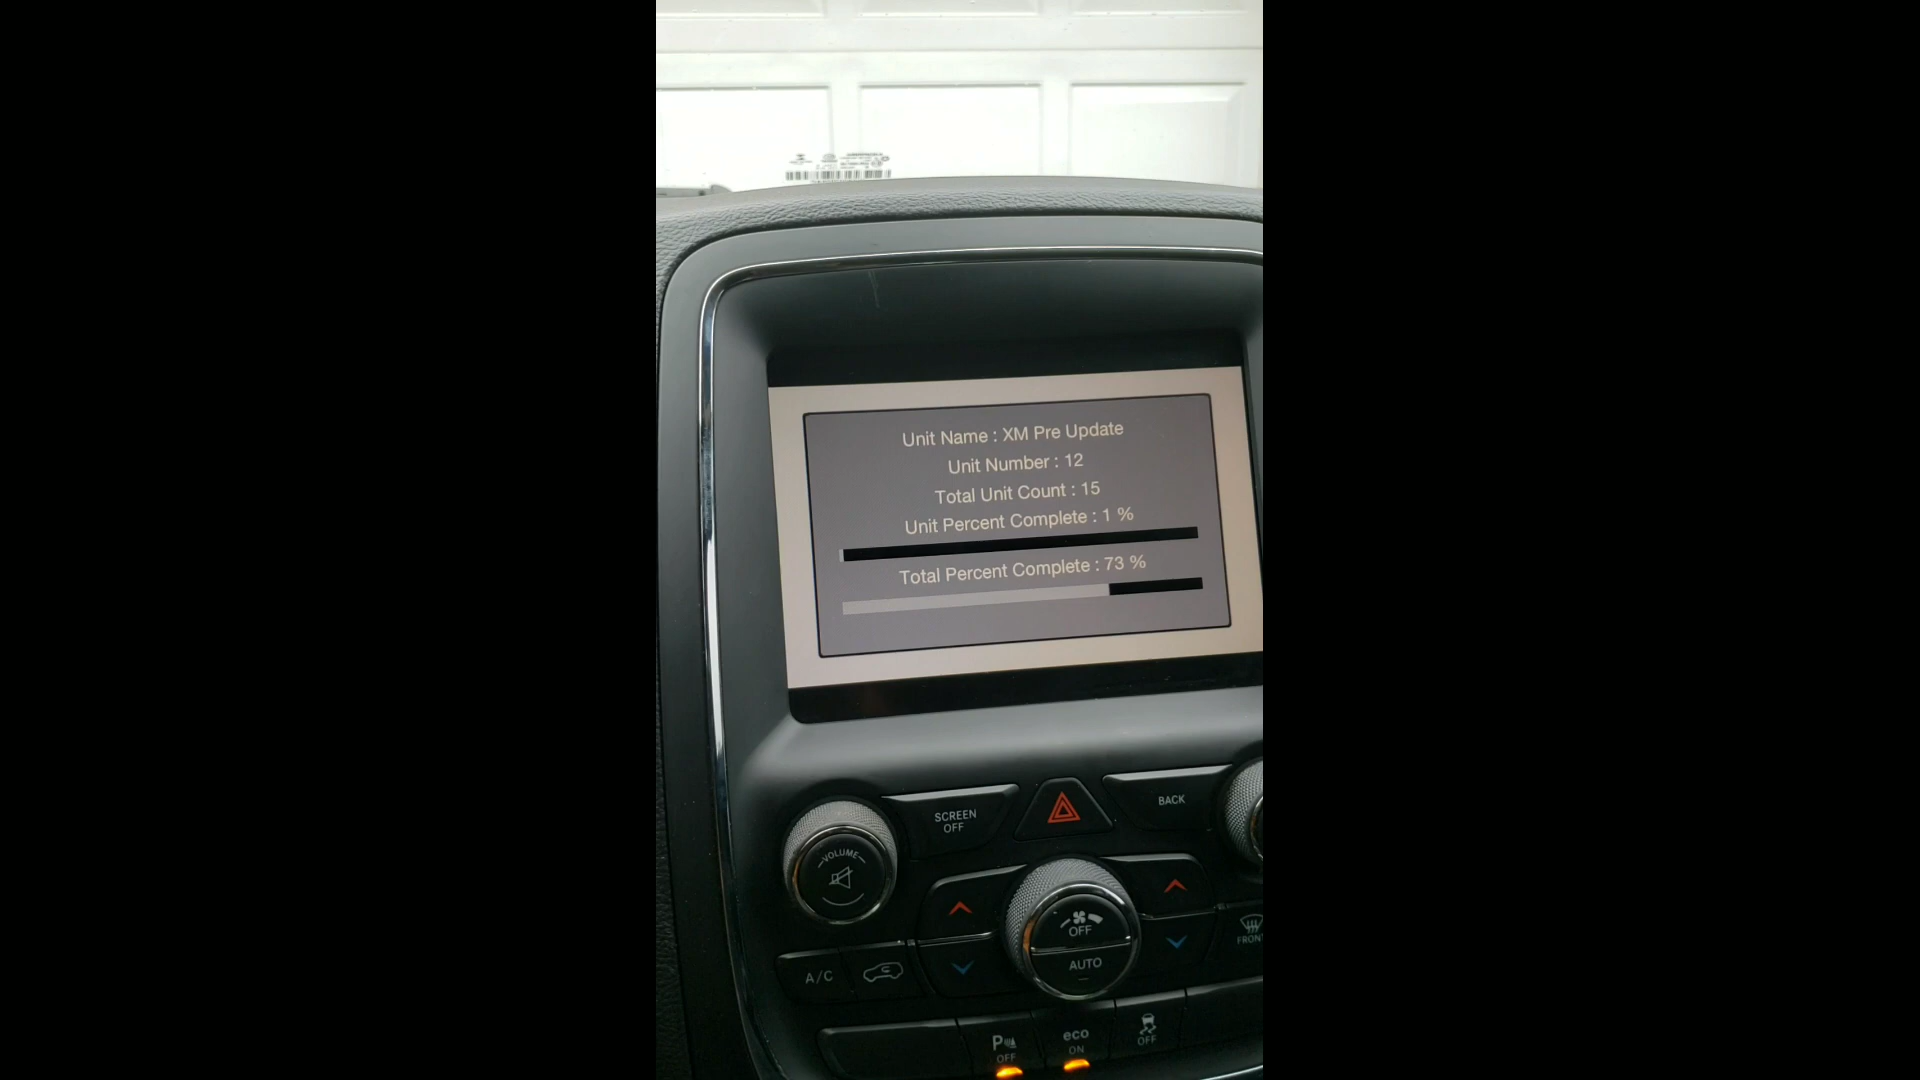 Unit Name : XM Pre Update
Unit Number : 12
Total Unit Count : 15
Unit Percent Complete : 1 %
Total Percent Complete : 73 %
SCREEN
OFF
BACK
VOLUME
OFF
AUTO
A/C
FRONT
P
OFF
eco
ON
OFF